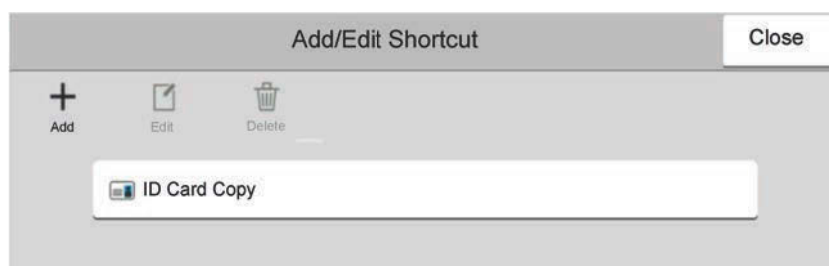 Add/Edit Shortcut
Close
Add
Edit
Delete
ID Card Copy